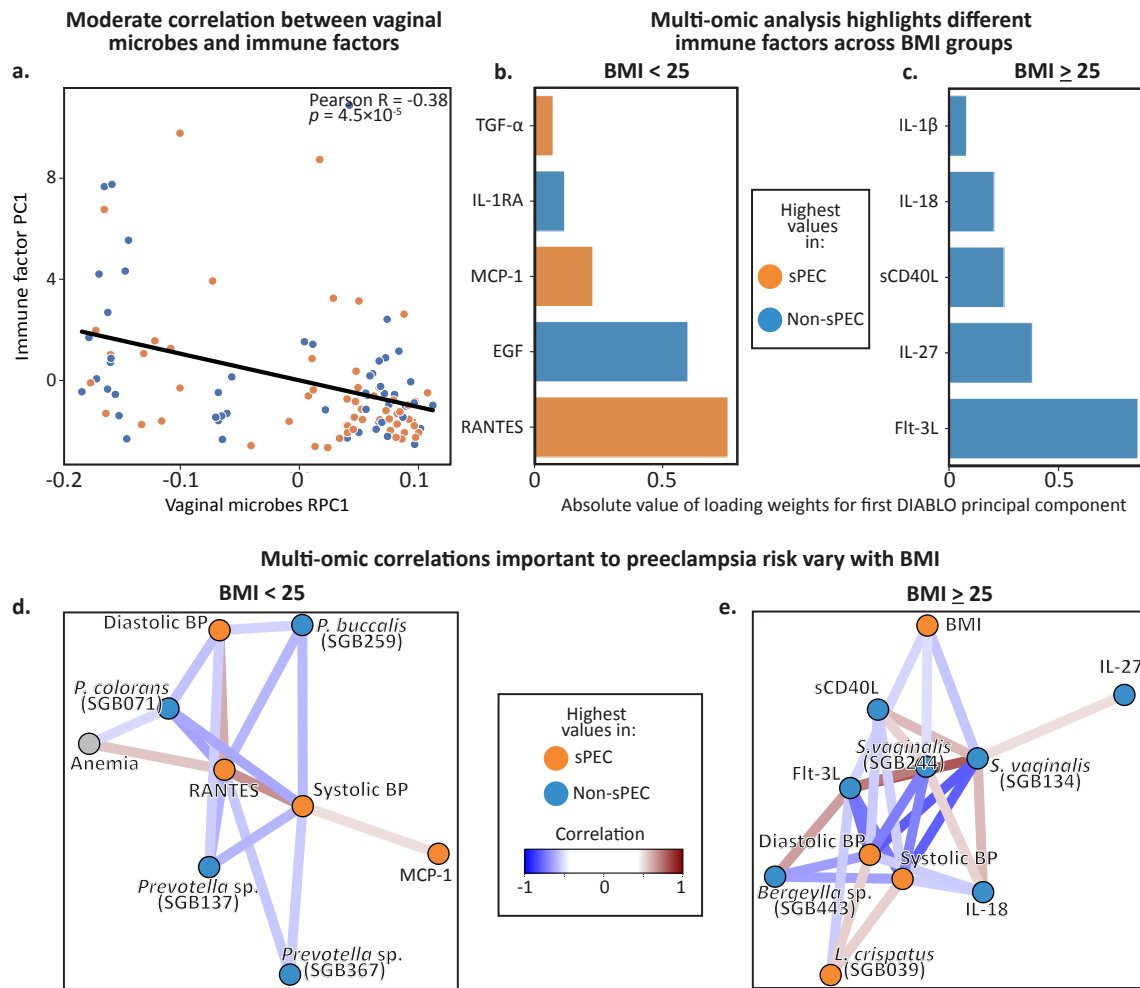 Moderate correlation between vaginal
microbes and immune factors
Multi-omic analysis highlights different
immune factors across BMI groups
a.
Pearson R = -0.38
p = 4.5×10⁻⁵
8
4
0
-0.2
-0.1
0
0.1
Immune factor PC1
Vaginal microbes RPC1
b.
BMI < 25
TGF-α
IL-1RA
MCP-1
EGF
RANTES
0
0.5
Highest
values in
in:
sPEC
Non-sPEC
c.
BMI ≥ 25
IL-1β
IL-18
sCD40L
IL-27
Flt-3L
0
0.5
Absolute value of loading weights for first DIABLO principal component
Multi-omic correlations important to preeclampsia risk vary with BMI
d.
BMI < 25
Diastolic BP
P. buccalis
(SGB259)
P. colorans
(SGB071)
Anemia
RANTES
Systolic BP
MCP-1
Prevotella sp.
(SGB137)
Prevotella sp.
(SGB367)
Highest
values in:
sPEC
Non-sPEC
Correlation
-1
0
1
e.
BMI ≥ 25
BMI
IL-27
sCD40L
S.vaginalis
(SGB244)
S. vaginalis
(SGB134)
Flt-3L
Diastolic BP
Systolic BP
Bergeylla sp.
(SGB443)
IL-18
L. crispatus
(SGB039)